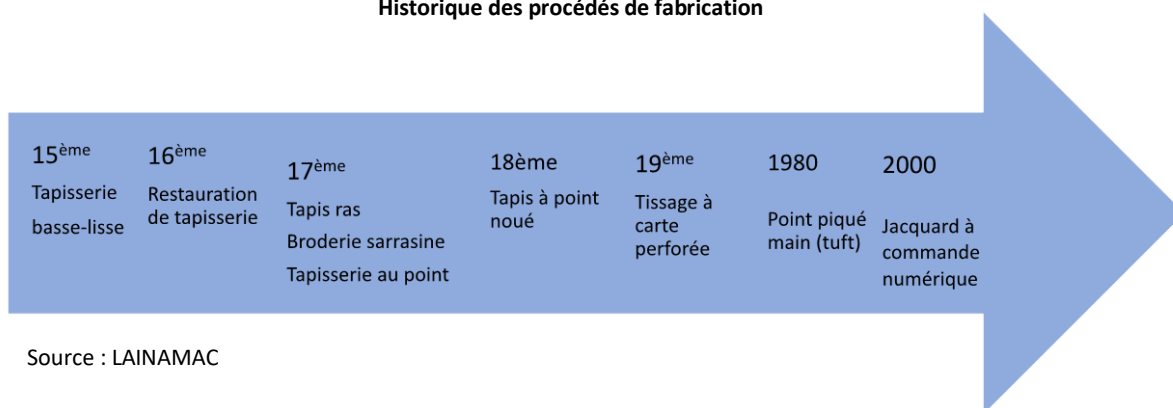 Historique des procédés de fabrication
15ème
Tapisserie
basse-lisse
16ème
Restauration
de tapisserie
17ème
Tapis ras
Broderie sarrasine
Tapisserie au point
18ème
Tapis à point
noué
19ème
Tissage à
carte
perforée
1980
Point piqué
main (tuft)
2000
Jacquard à
commande
numérique
Source : LAINAMAC